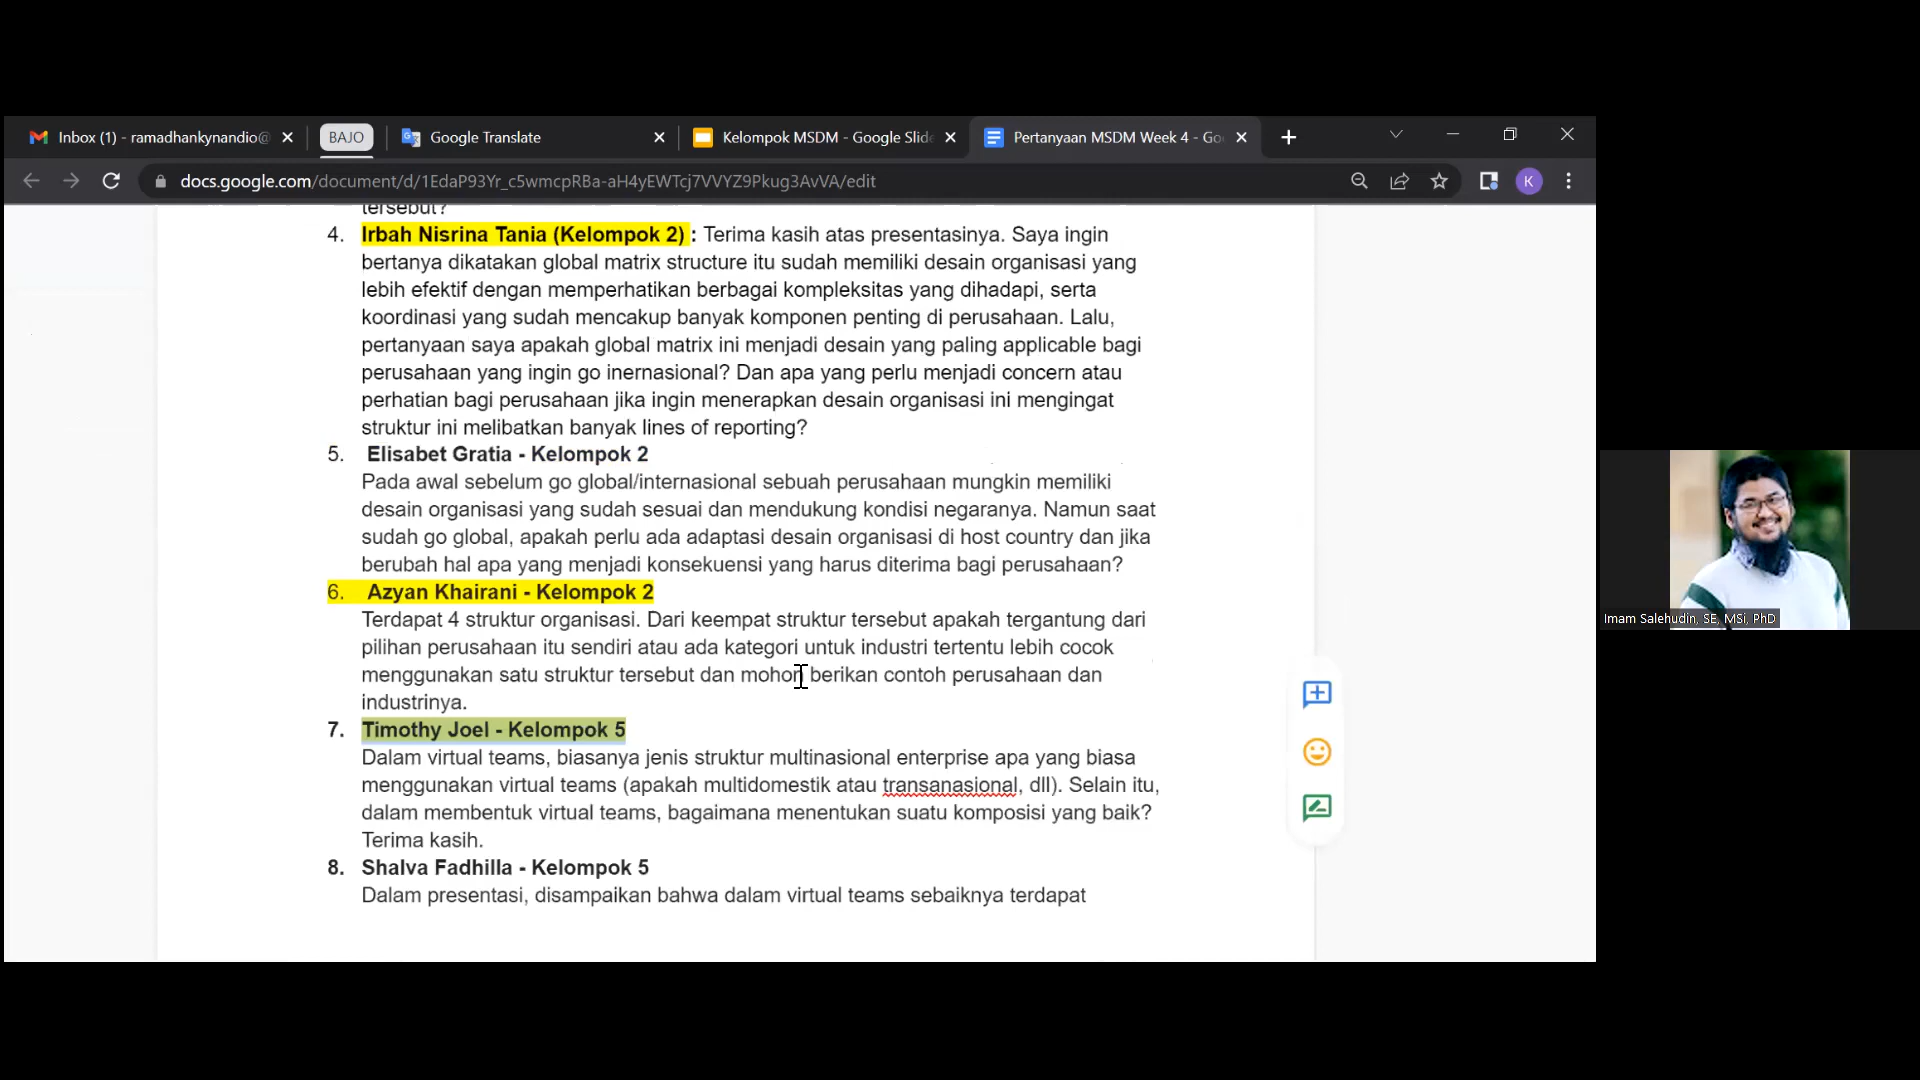 Inbox (1) - ramadhankynandio@
BAJO
Google Translate
Kelompok MSDM - Google Slide
Pertanyaan MSDM Week 4 - Go
docs.google.com/document/d/1EdaP93Yr_c5wmcpRBa-aH4yEWTcj7VVYZ9Pkug3AvVA/edit
K
tersebut?
4. Irbah Nisrina Tania (Kelompok 2) : Terima kasih atas presentasinya. Saya ingin
bertanya dikatakan global matrix structure itu sudah memiliki desain organisasi yang
lebih efektif dengan memperhatikan berbagai kompleksitas yang dihadapi, serta
koordinasi yang sudah mencakup banyak komponen penting di perusahaan. Lalu,
pertanyaan saya apakah global matrix ini menjadi desain yang paling applicable bagi
perusahaan yang ingin go inernasional? Dan apa yang perlu menjadi concern atau
perhatian bagi perusahaan jika ingin menerapkan desain organisasi ini mengingat
struktur ini melibatkan banyak lines of reporting?
5. Elisabet Gratia - Kelompok 2
Pada awal sebelum go global/internasional sebuah perusahaan mungkin memiliki
desain organisasi yang sudah sesuai dan mendukung kondisi negaranya. Namun saat
sudah go global, apakah perlu ada adaptasi desain organisasi di host country dan jika
berubah hal apa yang menjadi konsekuensi yang harus diterima bagi perusahaan?
6. Azyan Khairani - Kelompok 2
Terdapat 4 struktur organisasi. Dari keempat struktur tersebut apakah tergantung dari
pilihan perusahaan itu sendiri atau ada kategori untuk industri tertentu lebih cocok
menggunakan satu struktur tersebut dan mohon berikan contoh perusahaan dan
industrinya.
7. Timothy Joel - Kelompok 5
Dalam virtual teams, biasanya jenis struktur multinasional enterprise apa yang biasa
menggunakan virtual teams (apakah multidomestik atau transanasional, dll). Selain itu,
dalam membentuk virtual teams, bagaimana menentukan suatu komposisi yang baik?
Terima kasih.
8. Shalva Fadhilla - Kelompok 5
Dalam presentasi, disampaikan bahwa dalam virtual teams sebaiknya terdapat
Imam Salehudin, SE, MSi, PhD